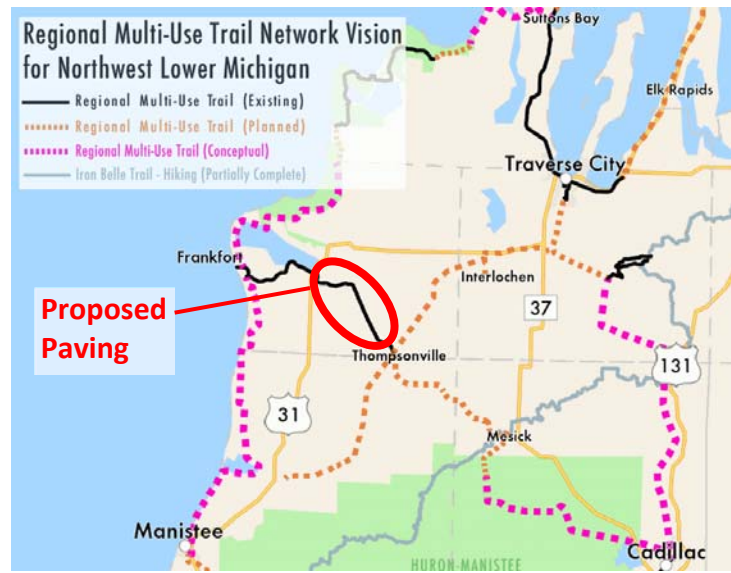 Regional Multi-Use Trail Network Vision
for Northwest Lower Michigan
Regional Multi-Use Trail (Existing)
Regional Multi-Use Trail (Planned)
Regional Multi-Use Trail (Conceptual)
Iron Belle Trail - Hiking (Partially Complete)
Suttons Bay
Elk Rapids
Traverse City
Frankfort
Interlochen
Proposed
Paving
37
Thompsonville
131
31
Mesick
Manistee
Cadillac
HURON-MANISTEE